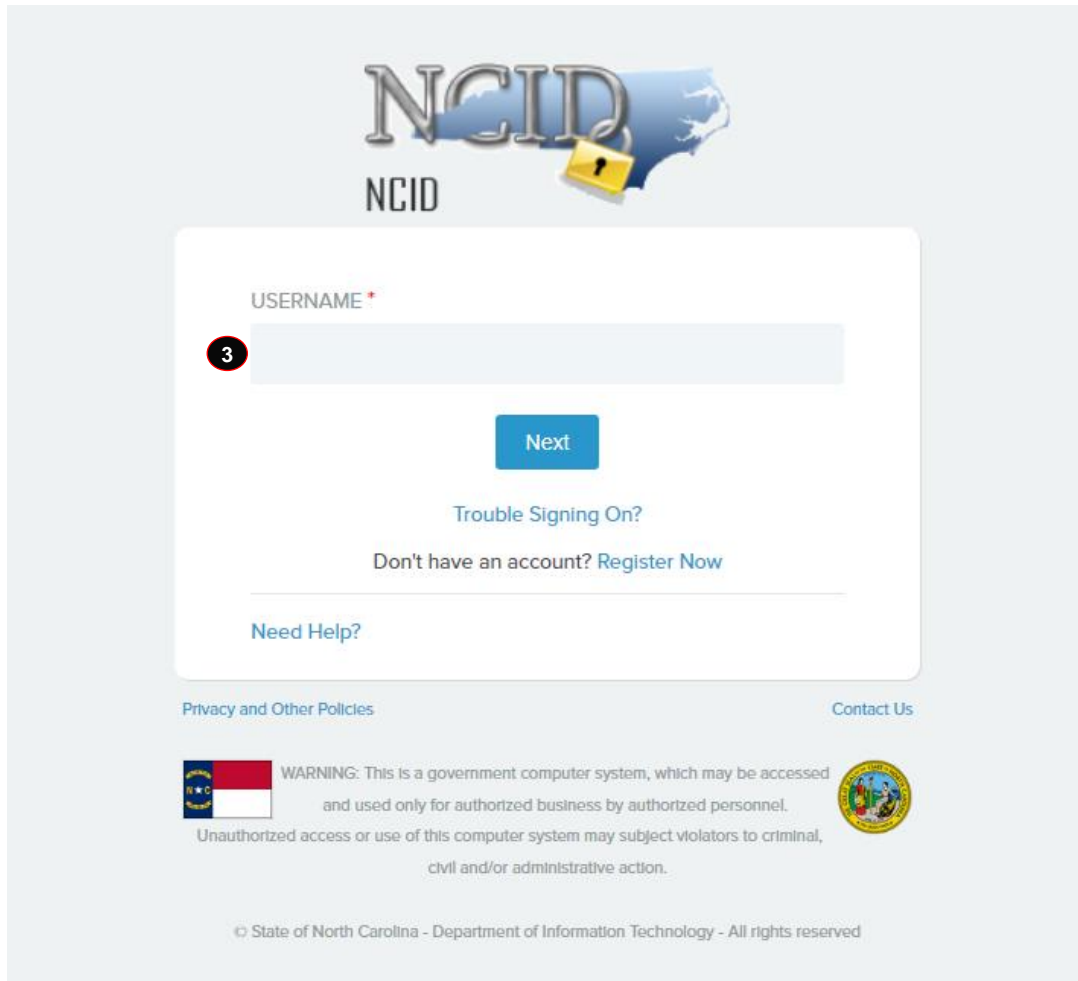 NCID
NCID
USERNAME *
3
Next
Trouble Signing On?
Don't have an account? Register Now
Need Help?
Privacy and Other Policies
Contact Us
WARNING: This is a government computer system, which may be accessed
and used only for authorized business by authorized personnel.
Unauthorized access or use of this computer system may subject violators to criminal,
civil and/or administrative action.
N★C
© State of North Carolina - Department of Information Technology - All rights reserved